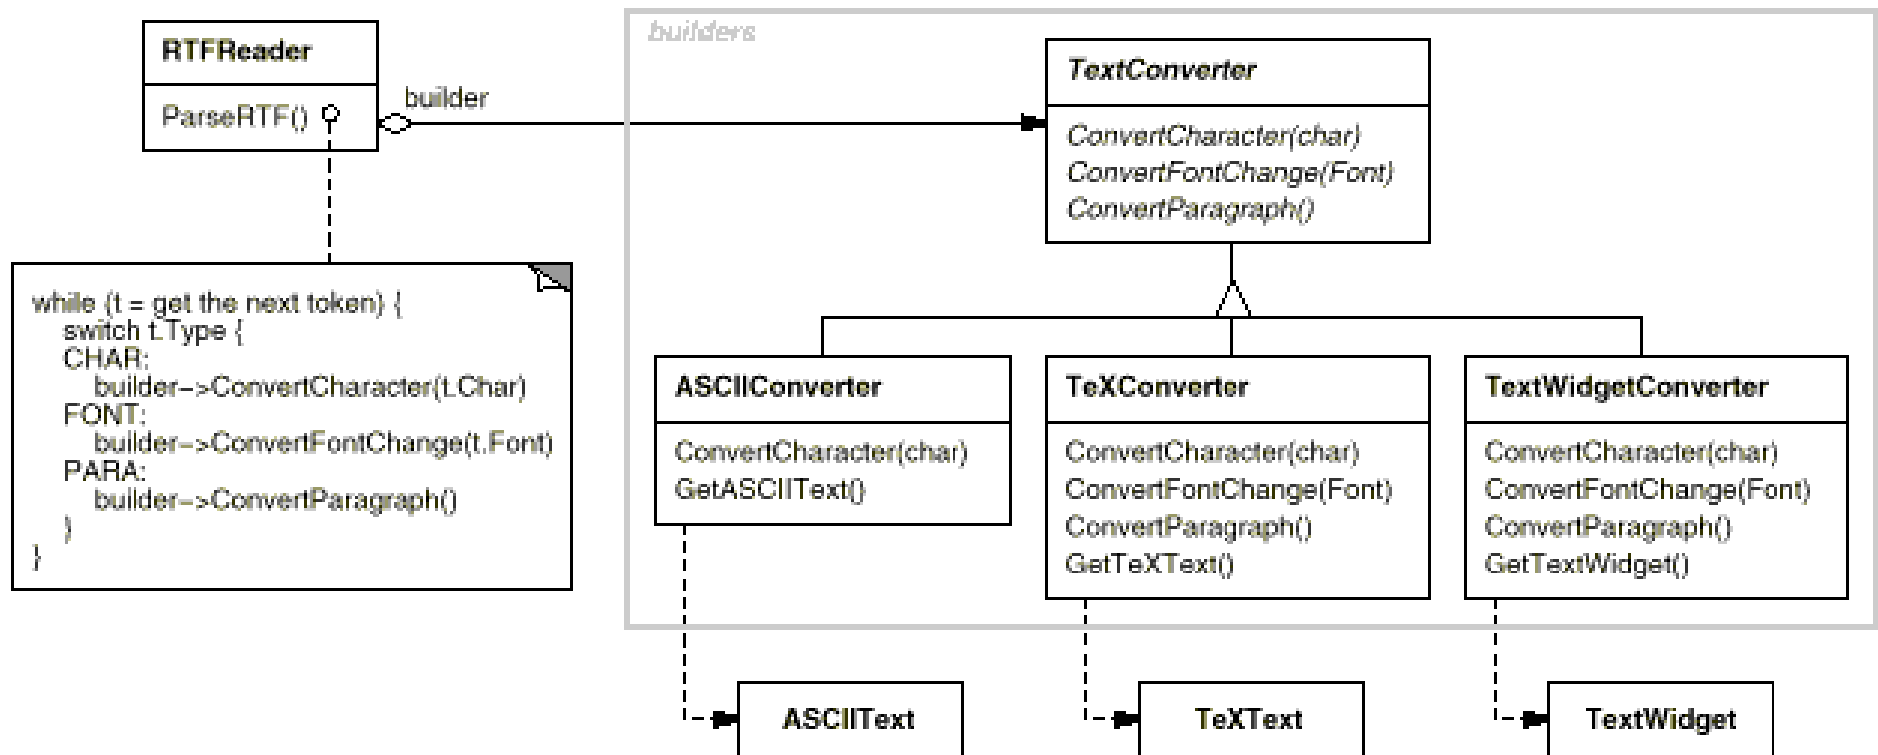 builders
RTFReader
ParseRTF()
builder
TextConverter
ConvertCharacter(char)
ConvertFontChange(Font)
ConvertParagraph()
while (t = get the next token) {
switch t.Type {
CHAR:
builder–>ConvertCharacter(t.Char)
FONT:
builder–>ConvertFontChange(t.Font)
PARA:
builder–>ConvertParagraph()
}
}
ASCIIConverter
ConvertCharacter(char)
GetASCIIText()
TeXConverter
ConvertCharacter(char)
ConvertFontChange(Font)
ConvertParagraph()
GetTeXText()
TextWidgetConverter
ConvertCharacter(char)
ConvertFontChange(Font)
ConvertParagraph()
GetTextWidget()
ASCIIText
TeXText
TextWidget